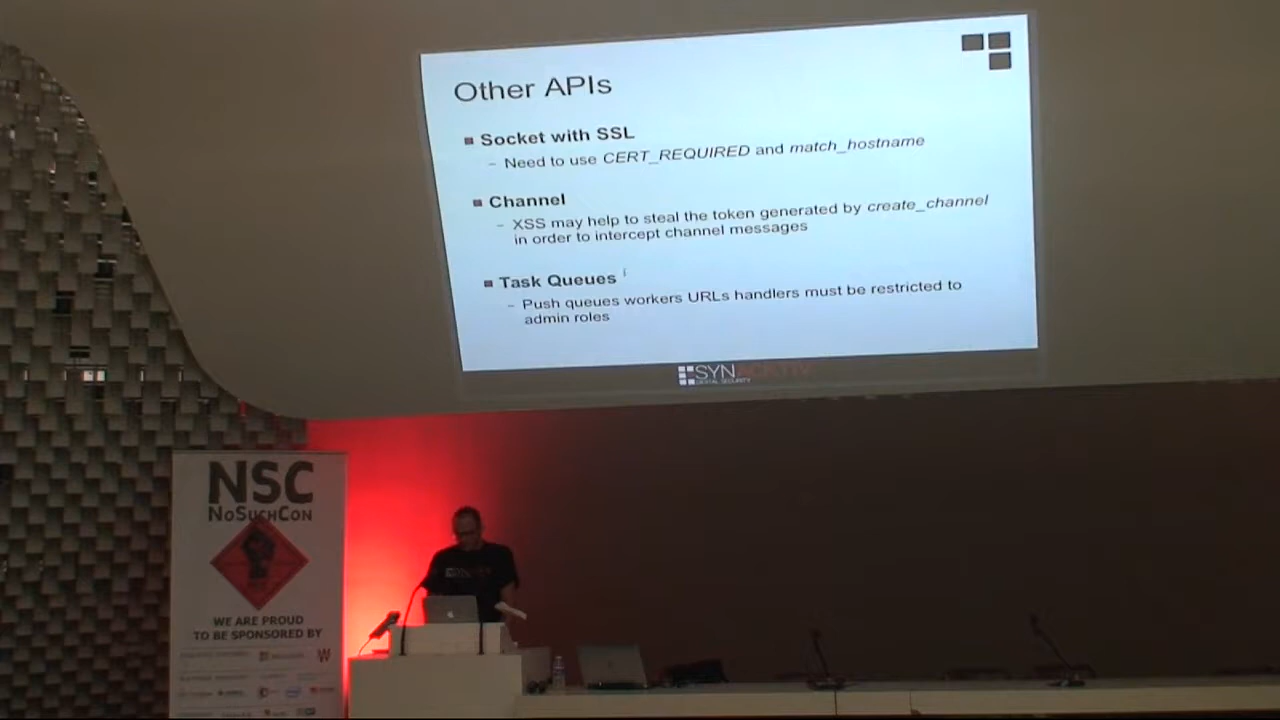 Other APIs
Socket with SSL
– Need to use CERT_REQUIRED and match_hostname
Channel
– XSS may help to steal the token generated by create_channel
in order to intercept channel messages
Task Queues
– Push queues workers URLs handlers must be restricted to
admin roles
SYNACKTIV
DIGITAL SECURITY
NSC
NoSuchCon
WE ARE PROUD
TO BE SPONSORED BY